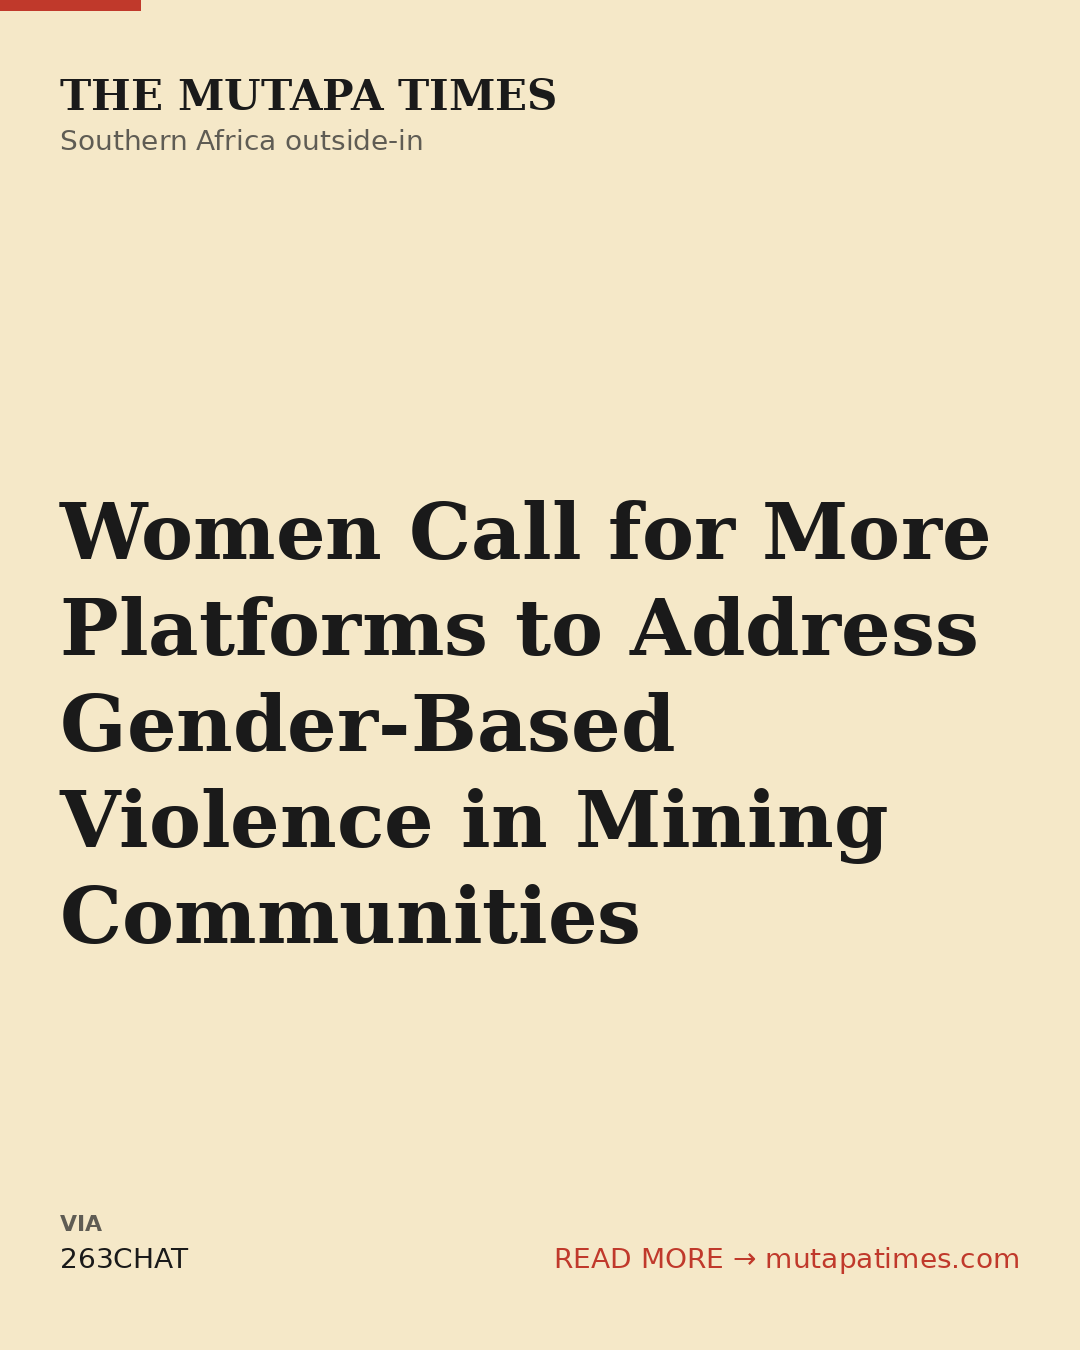 THE MUTAPA TIMES
Southern Africa outside-in
Women Call for More
Platforms to Address
Gender-Based
Violence in Mining
Communities
VIA
263CHAT
READ MORE → mutapatimes.com